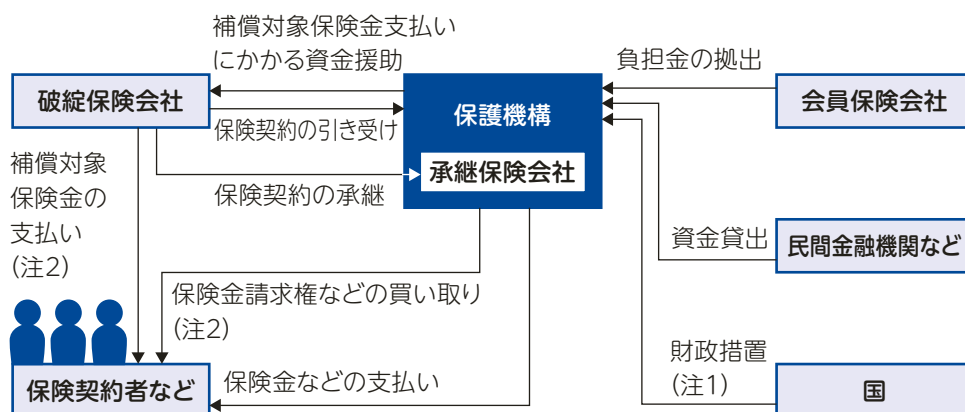 補償対象保険金支払い
にかかる資金援助
負担金の拠出
破綻保険会社
保護機構
会員保険会社
保険契約の引き受け
補償対象
保険金の
支払い
(注2)
承継保険会社
保険契約の承継
資金貸出
民間金融機関など
保険金請求権などの買い取り
(注2)
財政措置
(注1)
保険契約者など
保険金などの支払い
国